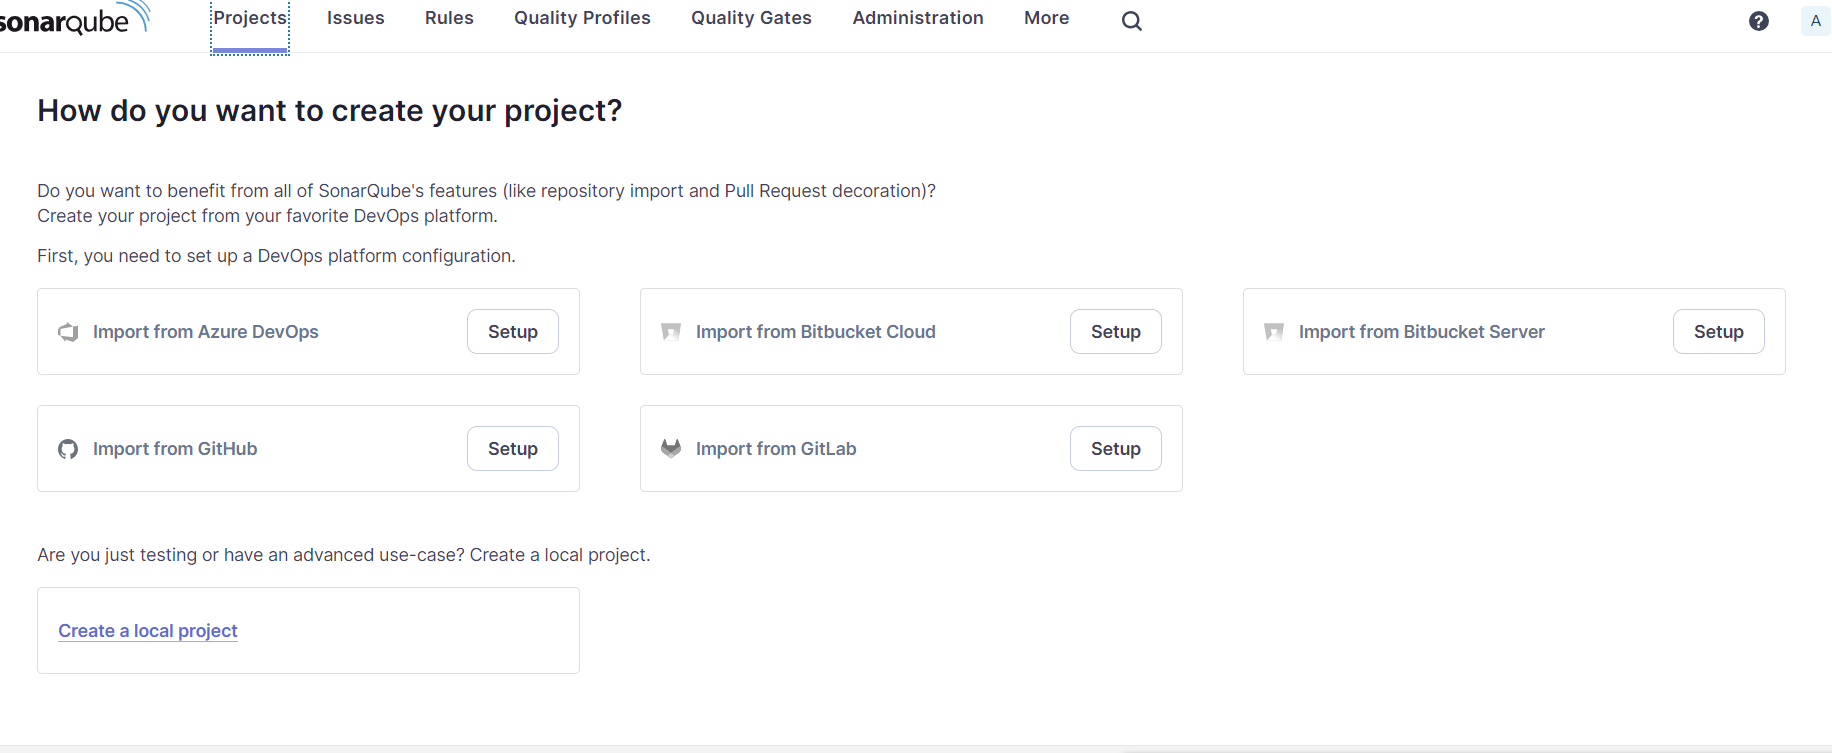 sonarqube Projects Issues Rules Quality Profiles Quality Gates Administration More ? A
How do you want to create your project?
Do you want to benefit from all of SonarQube's features (like repository import and Pull Request decoration)?
Create your project from your favorite DevOps platform.
First, you need to set up a DevOps platform configuration.
Import from Azure DevOps Setup Import from Bitbucket Cloud Setup Import from Bitbucket Server Setup
Import from GitHub Setup Import from GitLab Setup
Are you just testing or have an advanced use-case? Create a local project.
Create a local project